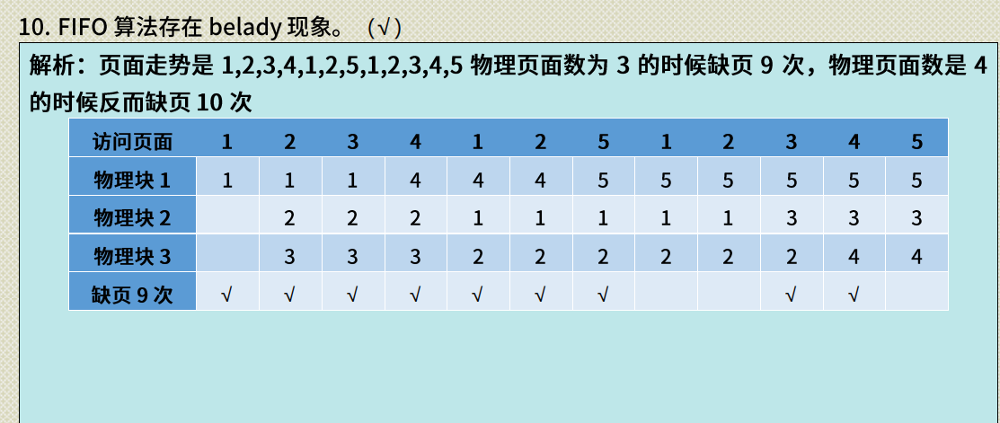 10. FIFO 算法存在 belady 现象。 (√)
解析：页面走势是 1,2,3,4,1,2,5,1,2,3,4,5 物理页面数为 3 的时候缺页 9 次，物理页面数是 4
的时候反而缺页 10 次
访问页面 1 2 3 4 1 2 5 1 2 3 4 5
物理块 1 1 1 1 4 4 4 5 5 5 5 5 5
物理块 2 2 2 2 1 1 1 1 1 3 3 3
物理块 3 3 3 3 2 2 2 2 2 2 4 4
缺页 9 次 √ √ √ √ √ √ √ √ √